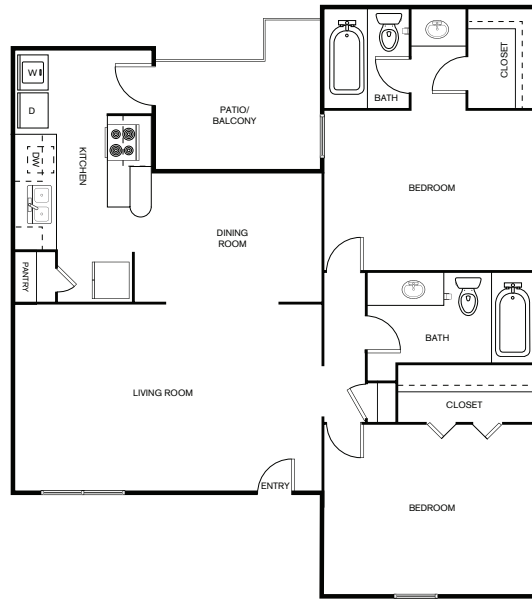 W
D
DW
KITCHEN
PANTRY
PATIO/
BALCONY
DINING
ROOM
LIVING ROOM
ENTRY
BATH
CLOSET
BEDROOM
BATH
CLOSET
BEDROOM